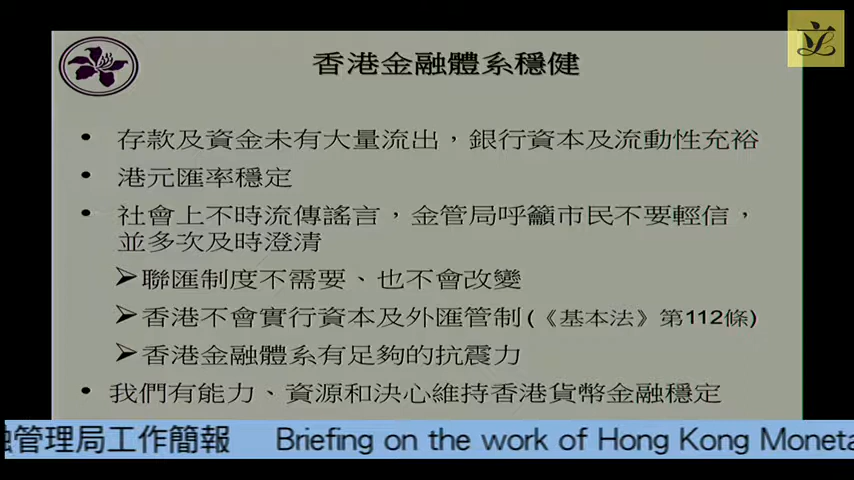 香港金融體系穩健
• 存款及資金未有大量流出，銀行資本及流動性充裕
• 港元匯率穩定
• 社會上不時流傳謠言，金管局呼籲市民不要輕信，
並多次及時澄清
➢聯匯制度不需要、也不會改變
➢香港不會實行資本及外匯管制(《基本法》第112條)
➢香港金融體系有足夠的抗震力
• 我們有能力、資源和決心維持香港貨幣金融穩定
融管理局工作簡報 Briefing on the work of Hong Kong Moneta